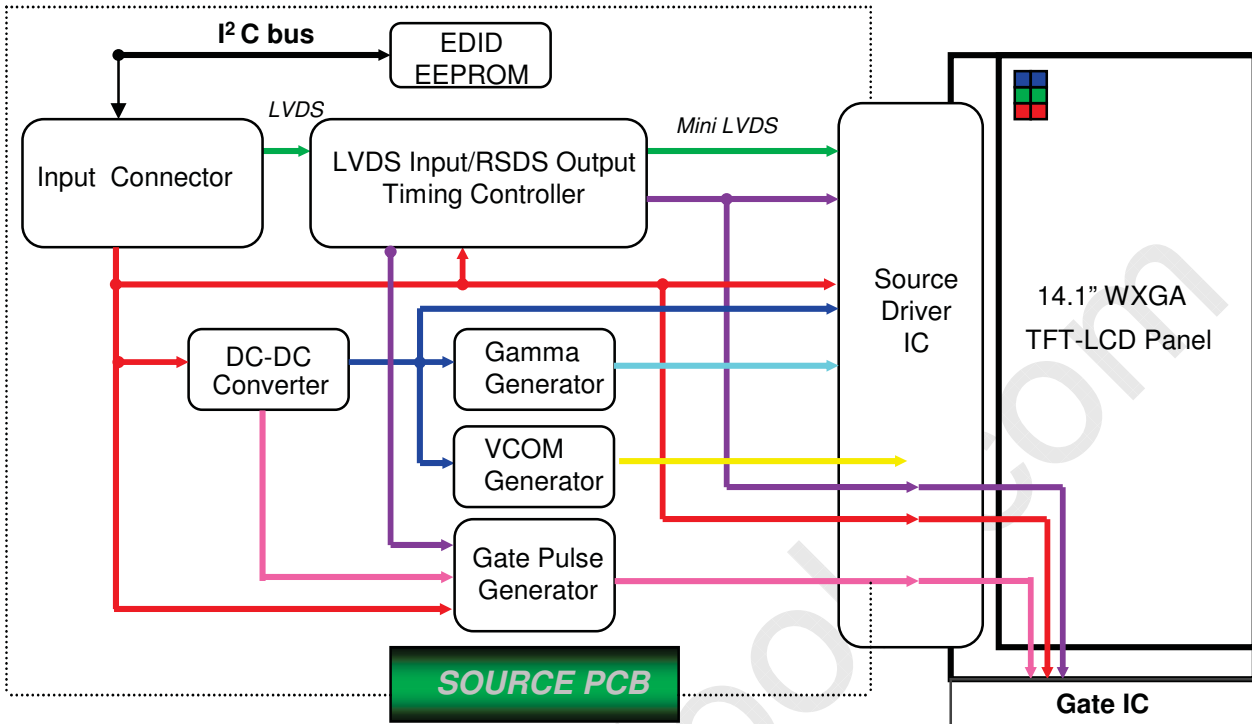 I² C bus
EDID
EEPROM
LVDS
Mini LVDS
Input Connector
LVDS Input/RSDS Output
Timing Controller
Source
Driver
IC
14.1” WXGA
TFT-LCD Panel
DC-DC
Converter
Gamma
Generator
VCOM
Generator
Gate Pulse
Generator
SOURCE PCB
Gate IC
com